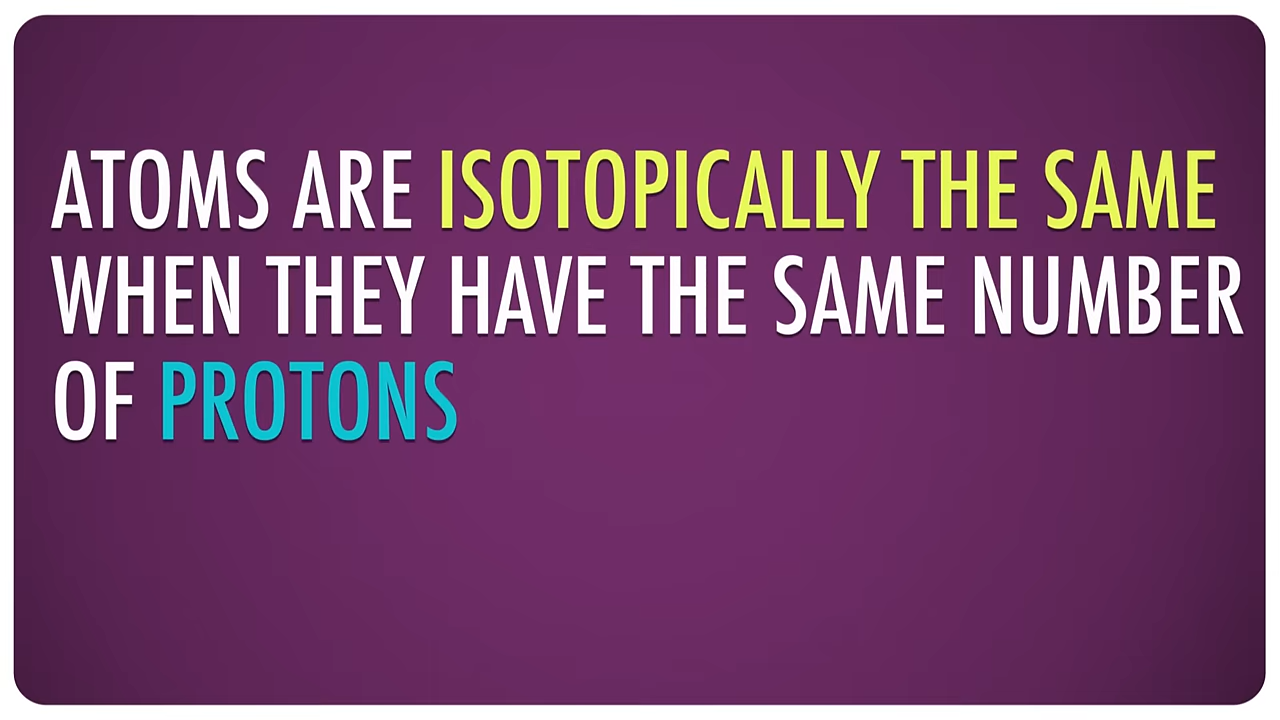 ATOMS ARE ISOTOPICALLY THE SAME
WHEN THEY HAVE THE SAME NUMBER
OF PROTONS